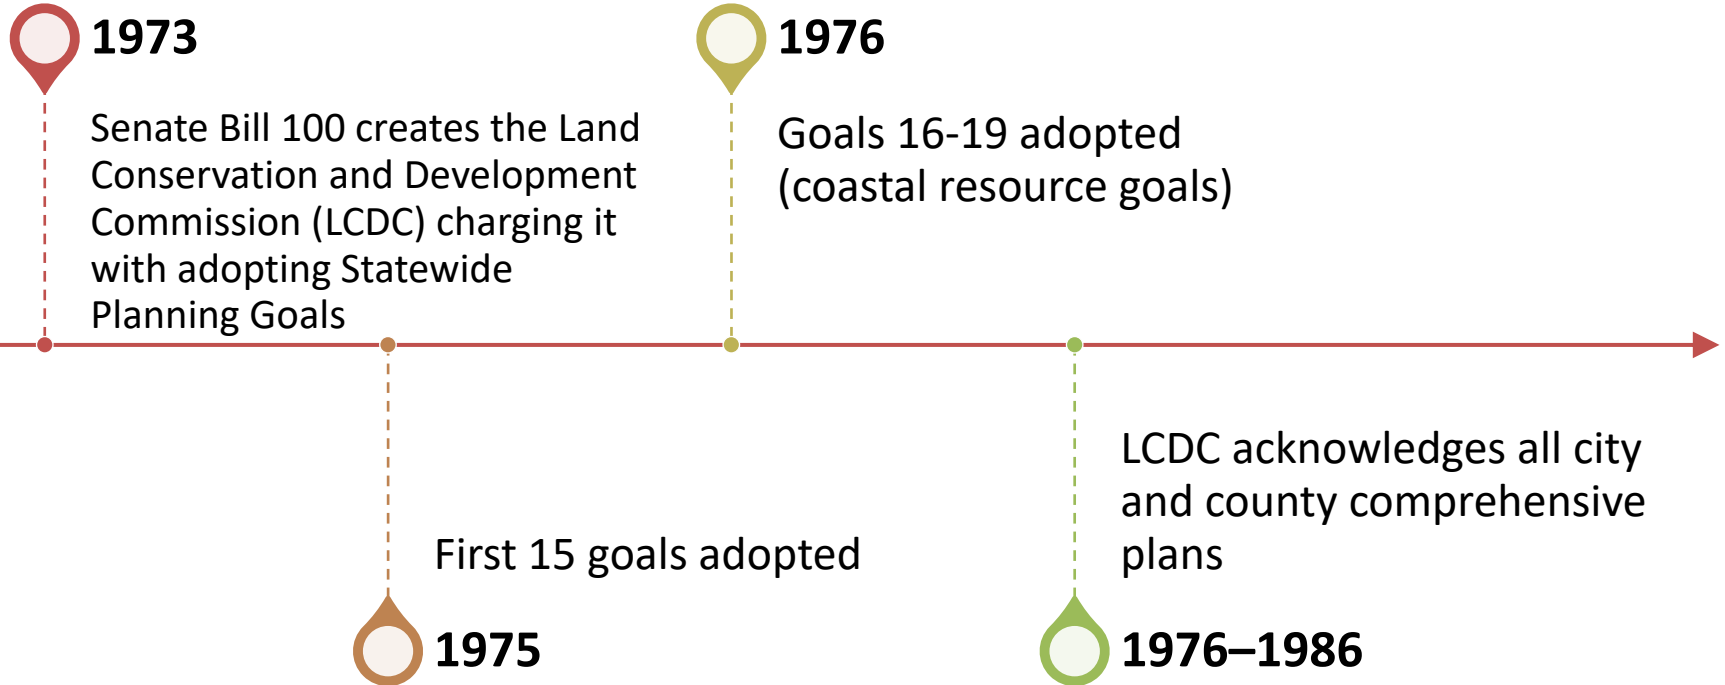 1973
Senate Bill 100 creates the Land
Conservation and Development
Commission (LCDC) charging it
with adopting Statewide
Planning Goals
First 15 goals adopted
1975
1976
Goals 16-19 adopted
(coastal resource goals)
LCDC acknowledges all city
and county comprehensive
plans
1976–1986